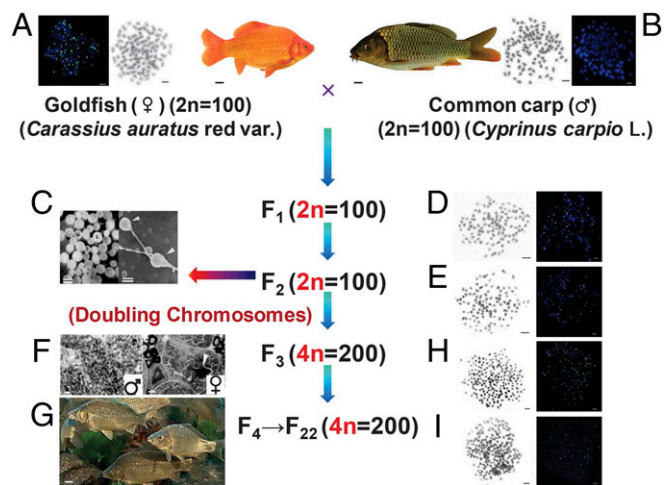 A
B
Goldfish (♀) (2n=100)
(Carassius auratus red var.)
×
Common carp (♂)
(2n=100) (Cyprinus carpio L.)
C
F₁ (2n=100)
D
F₂ (2n=100)
E
(Doubling Chromosomes)
F
♂
♀
F₃ (4n=200)
H
G
F₄→F₂₂ (4n=200)
I